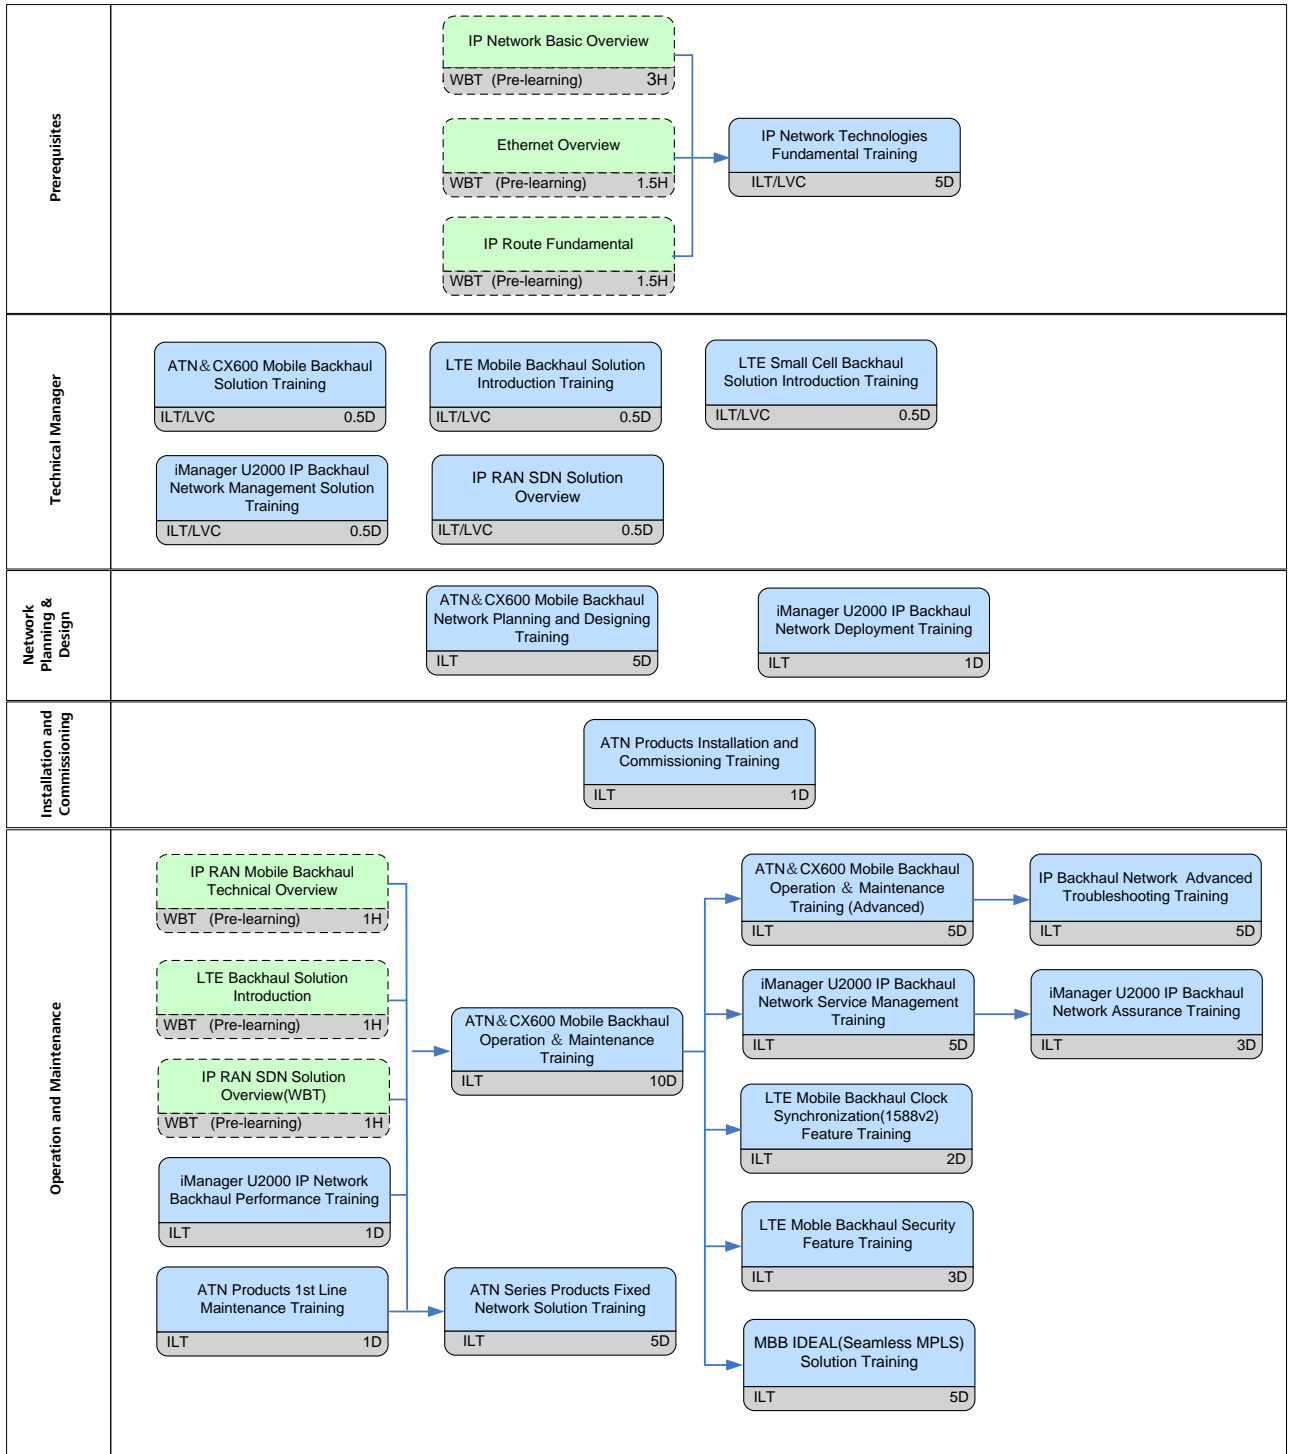 Prerequisites
IP Network Basic Overview
WBT (Pre-learning) 3H
Ethernet Overview
WBT (Pre-learning) 1.5H
IP Route Fundamental
WBT (Pre-learning) 1.5H
IP Network Technologies
Fundamental Training
ILT/LVC 5D
Technical Manager
ATN&CX600 Mobile Backhaul
Solution Training
ILT/LVC 0.5D
LTE Mobile Backhaul Solution
Introduction Training
ILT/LVC 0.5D
LTE Small Cell Backhaul
Solution Introduction Training
ILT/LVC 0.5D
iManager U2000 IP Backhaul
Network Management Solution
Training
ILT/LVC 0.5D
IP RAN SDN Solution
Overview
ILT/LVC 0.5D
Network
Planning &
Design
ATN&CX600 Mobile Backhaul
Network Planning and Designing
Training
ILT 5D
iManager U2000 IP Backhaul
Network Deployment Training
ILT 1D
Installation and
Commissioning
ATN Products Installation and
Commissioning Training
ILT 1D
Operation and Maintenance
IP RAN Mobile Backhaul
Technical Overview
WBT (Pre-learning) 1H
LTE Backhaul Solution
Introduction
WBT (Pre-learning) 1H
IP RAN SDN Solution
Overview(WBT)
WBT (Pre-learning) 1H
iManager U2000 IP Network
Backhaul Performance Training
ILT 1D
ATN Products 1st Line
Maintenance Training
ILT 1D
ATN&CX600 Mobile Backhaul
Operation & Maintenance
Training
ILT 10D
ATN Series Products Fixed
Network Solution Training
ILT 5D
ATN&CX600 Mobile Backhaul
Operation & Maintenance
Training (Advanced)
ILT 5D
IP Backhaul Network Advanced
Troubleshooting Training
ILT 5D
iManager U2000 IP Backhaul
Network Service Management
Training
ILT 5D
iManager U2000 IP Backhaul
Network Assurance Training
ILT 3D
LTE Mobile Backhaul Clock
Synchronization(1588v2)
Feature Training
ILT 2D
LTE Moble Backhaul Security
Feature Training
ILT 3D
MBB IDEAL(Seamless MPLS)
Solution Training
ILT 5D